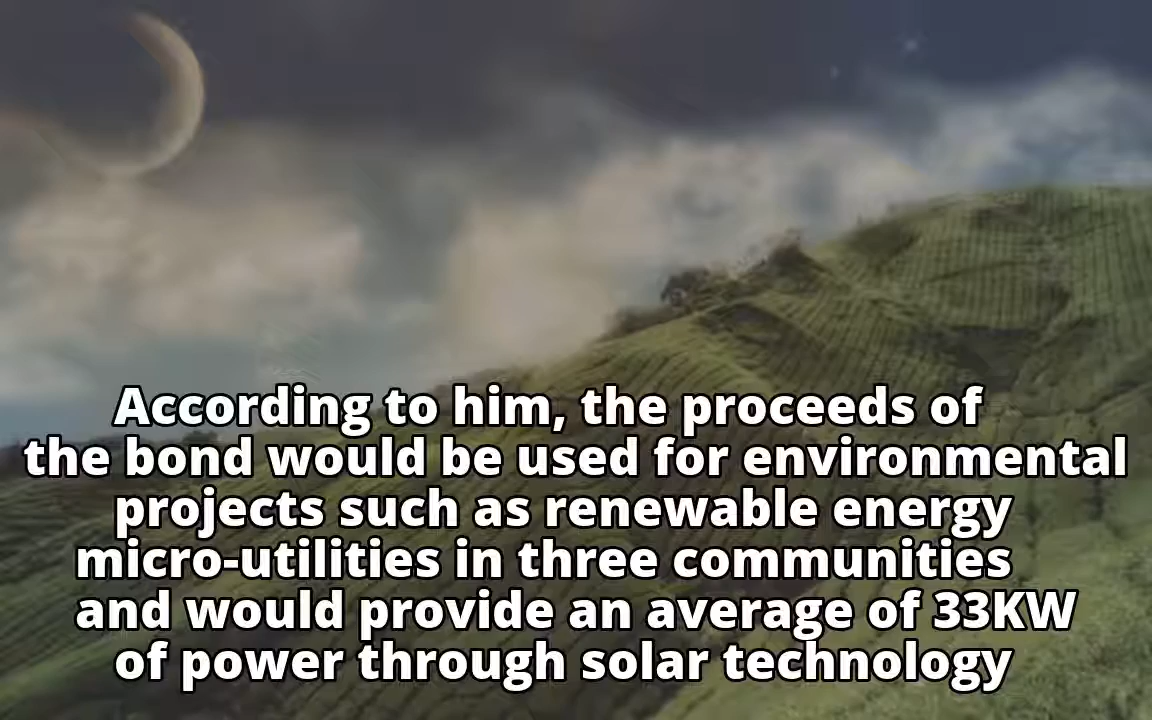 According to him, the proceeds of
the bond would be used for environmental
projects such as renewable energy
micro-utilities in three communities
and would provide an average of 33KW
of power through solar technology